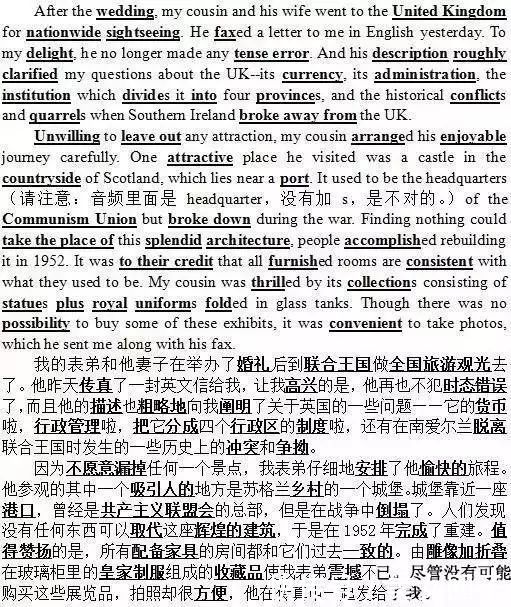 After the wedding, my cousin and his wife went to the United Kingdom
for nationwide sightseeing. He faxed a letter to me in English yesterday. To
my delight, he no longer made any tense error. And his description roughly
clarified my questions about the UK--its currency, its administration, the
institution which divides it into four provinces, and the historical conflicts
and quarrels when Southern Ireland broke away from the UK.
Unwilling to leave out any attraction, my cousin arranged his enjoyable
journey carefully. One attractive place he visited was a castle in the
countryside of Scotland, which lies near a port. It used to be the headquarters
(请注意：音频里面是 headquarter，没有加 s，是不对的。) of the
Communism Union but broke down during the war. Finding nothing could
take the place of this splendid architecture, people accomplished rebuilding
it in 1952. It was to their credit that all furnished rooms are consistent with
what they used to be. My cousin was thrilled by its collections consisting of
statues plus royal uniforms folded in glass tanks. Though there was no
possibility to buy some of these exhibits, it was convenient to take photos,
which he sent me along with his fax.
我的表弟和他妻子在举办了婚礼后到联合王国做全国旅游观光去
了。他昨天传真了一封英文信给我，让我高兴的是，他再也不犯时态错误
了，而且他的描述也粗略地向我阐明了关于英国的一些问题－－它的货币
啦，行政管理啦，把它分成四个行政区的制度啦，还有在南爱尔兰脱离
联合王国时发生的一些历史上的冲突和争拗。
因为不愿意漏掉任何一个景点，我表弟仔细地安排了他愉快的旅程。
他参观的其中一个吸引人的地方是苏格兰乡村的一个城堡。城堡靠近一座
港口，曾经是共产主义联盟会的总部，但是在战争中倒塌了。人们发现
没有任何东西可以取代这座辉煌的建筑，于是在1952年完成了重建。值
得赞扬的是，所有配备家具的房间都和它们过去一致的。由雕像加折叠
在玻璃柜里的皇家制服组成的收藏品使我表弟震撼不已。尽管没有可能
购买这些展览品，拍照却很方便，他在传真中一起发给了我。